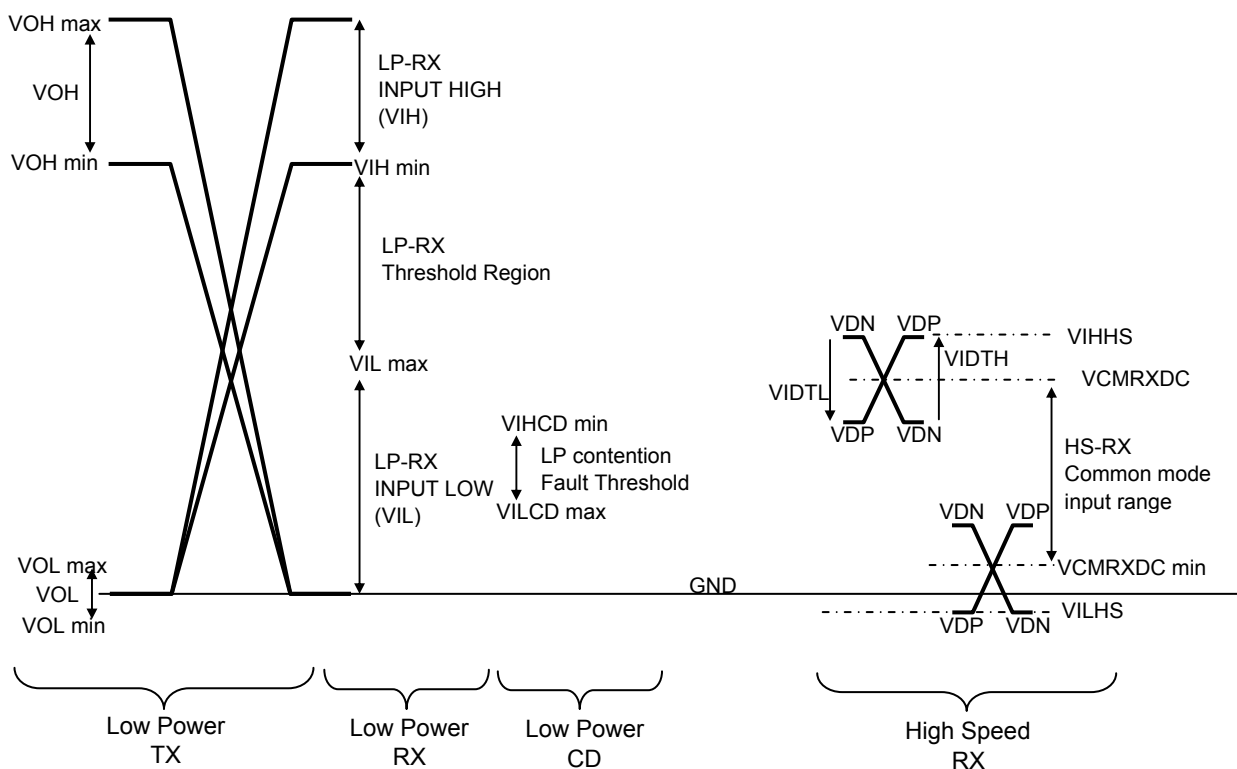 VOH max
VOH
VOH min
LP-RX
INPUT HIGH
(VIH)
VIH min
LP-RX
Threshold Region
VIL max
LP-RX
INPUT LOW
(VIL)
VOL max
VOL
VOL min
VIHCD min
LP contention
Fault Threshold
VILCD max
GND
VDN VDP
VIHHS
VIDTH
VCMRXDC
VIDTL
VDP VDN
HS-RX
Common mode
input range
VDN VDP
VCMRXDC min
VILHS
VDP VDN
Low Power
TX
Low Power
RX
Low Power
CD
High Speed
RX